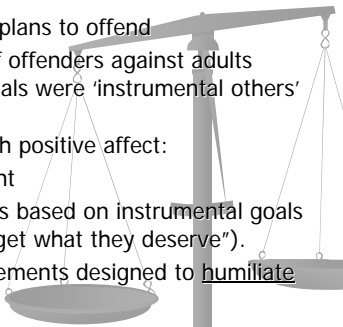 plans to offend
offenders against adults
als were ‘instrumental others’
h positive affect:
nt
s based on instrumental goals
get what they deserve”).
ements designed to humiliate